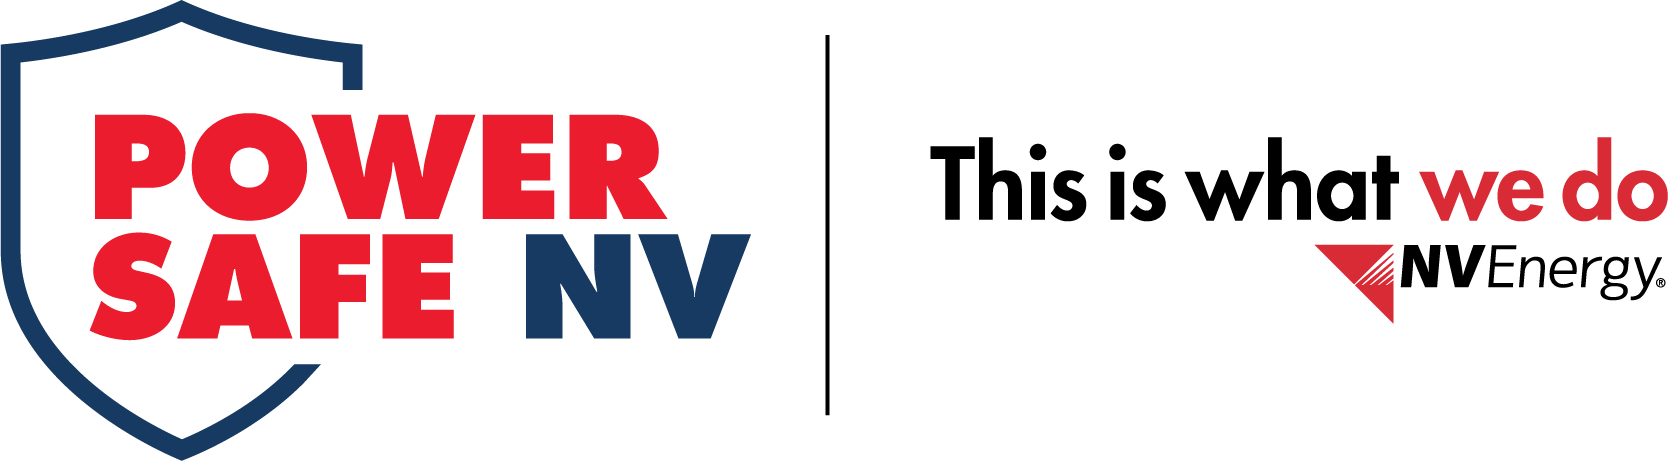 POWER
SAFE NV
This is what we do
NVEnergy®